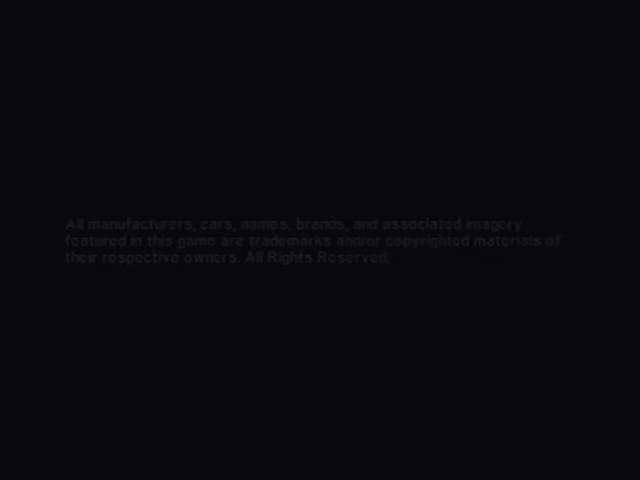 All manufacturers, cars, names, brands, and associated imagery
featured in this game are trademarks and/or copyrighted materials of
their respective owners. All Rights Reserved.